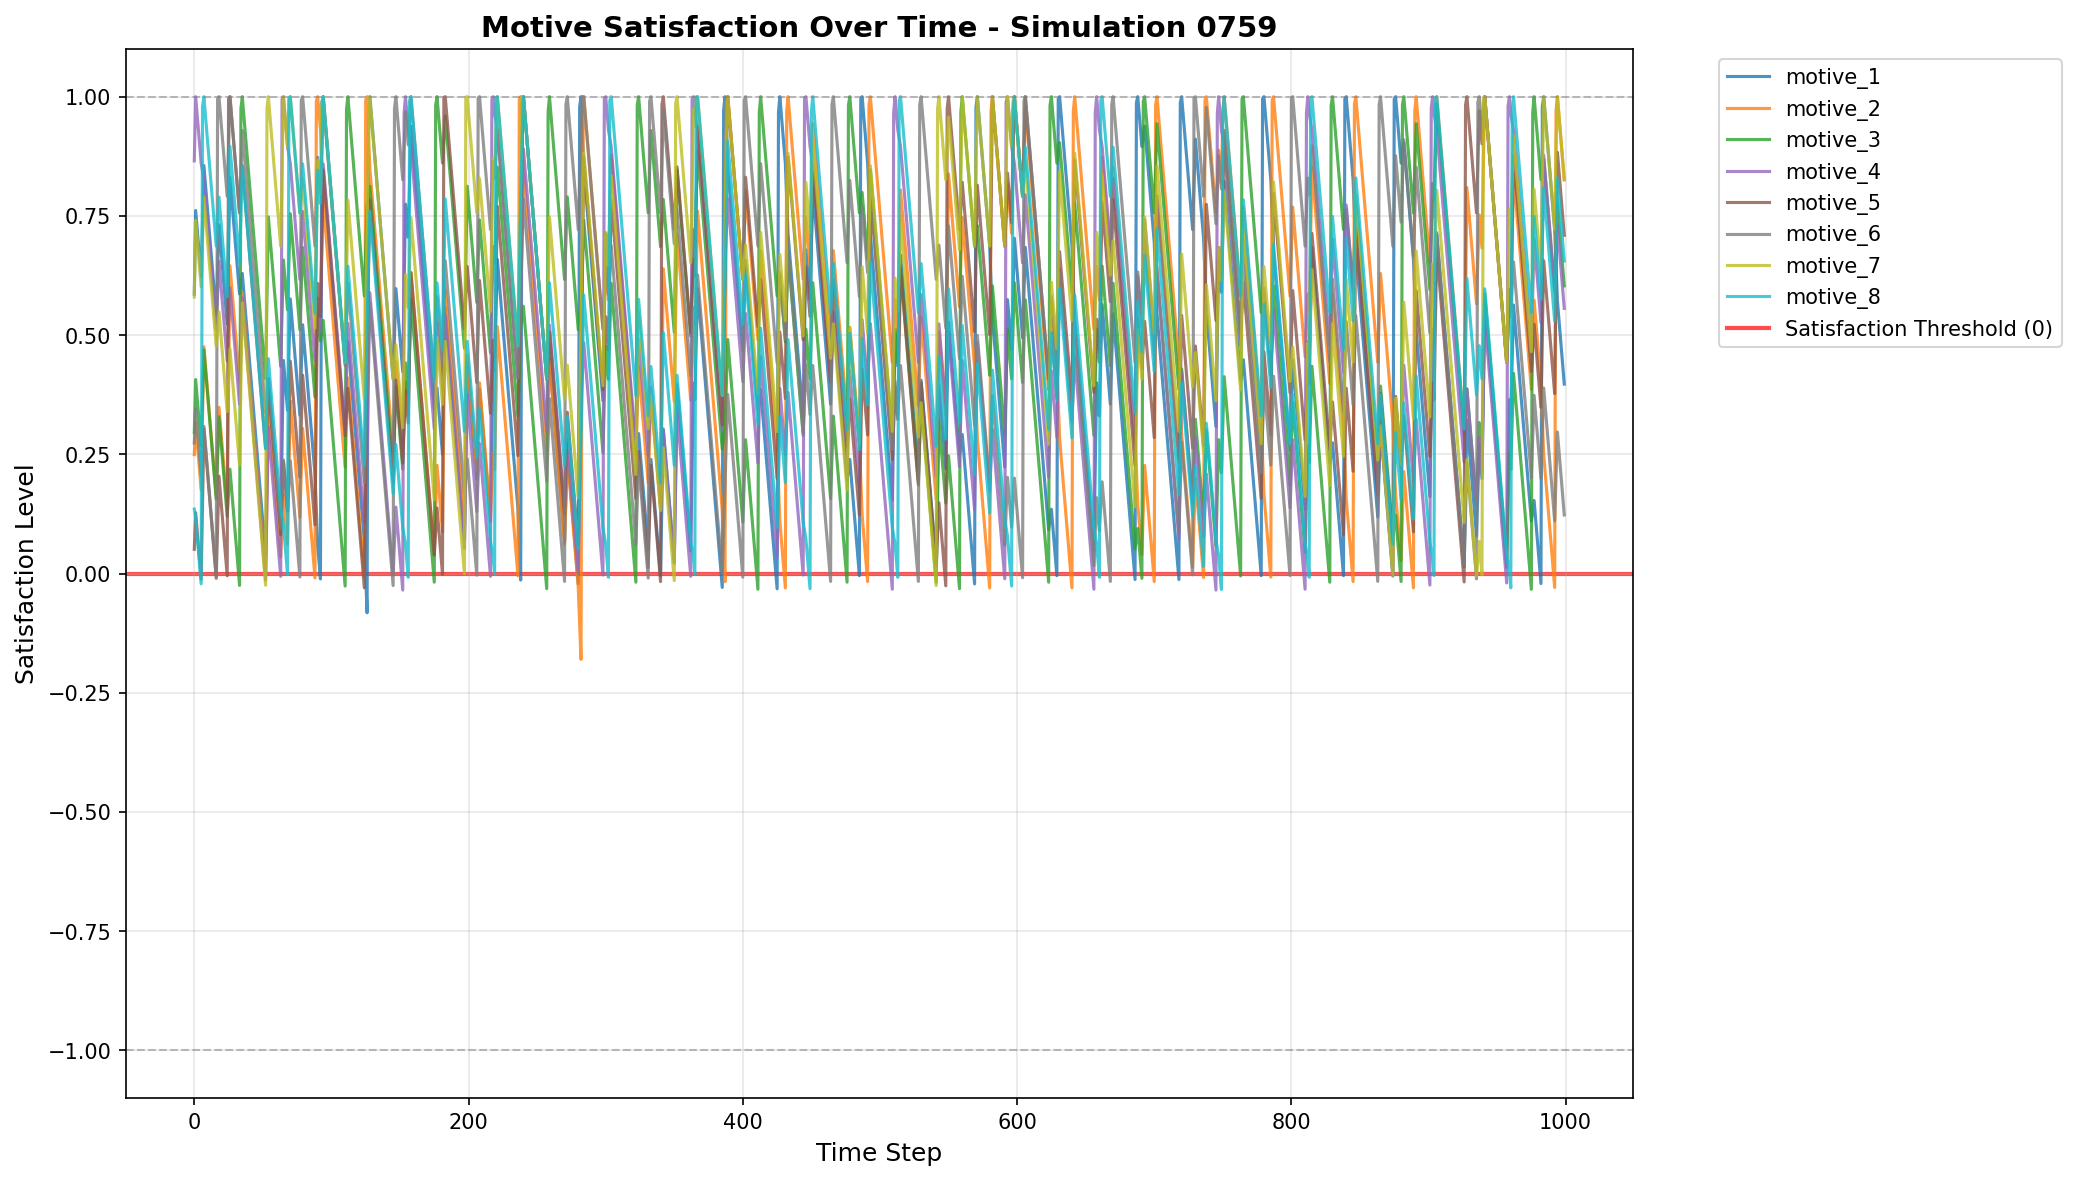 Motive Satisfaction Over Time - Simulation 0759
motive_1
motive_2
motive_3
motive_4
motive_5
motive_6
motive_7
motive_8
Satisfaction Threshold (0)
Satisfaction Level
1.00
0.75
0.50
0.25
0.00
−0.25
−0.50
−0.75
−1.00
0 200 400 600 800 1000
Time Step